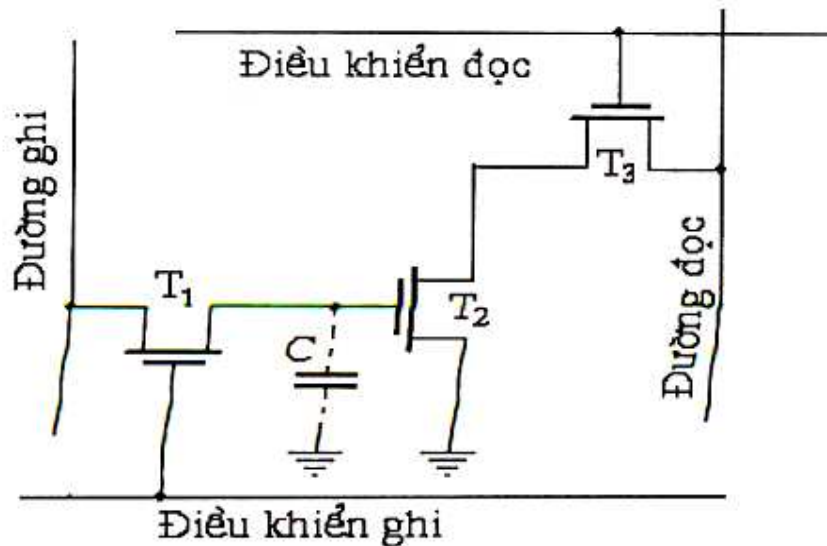 Điều khiển đọc
Đường ghi
T₃
T₁
T₂
C
Đường đọc
Điều khiển ghi